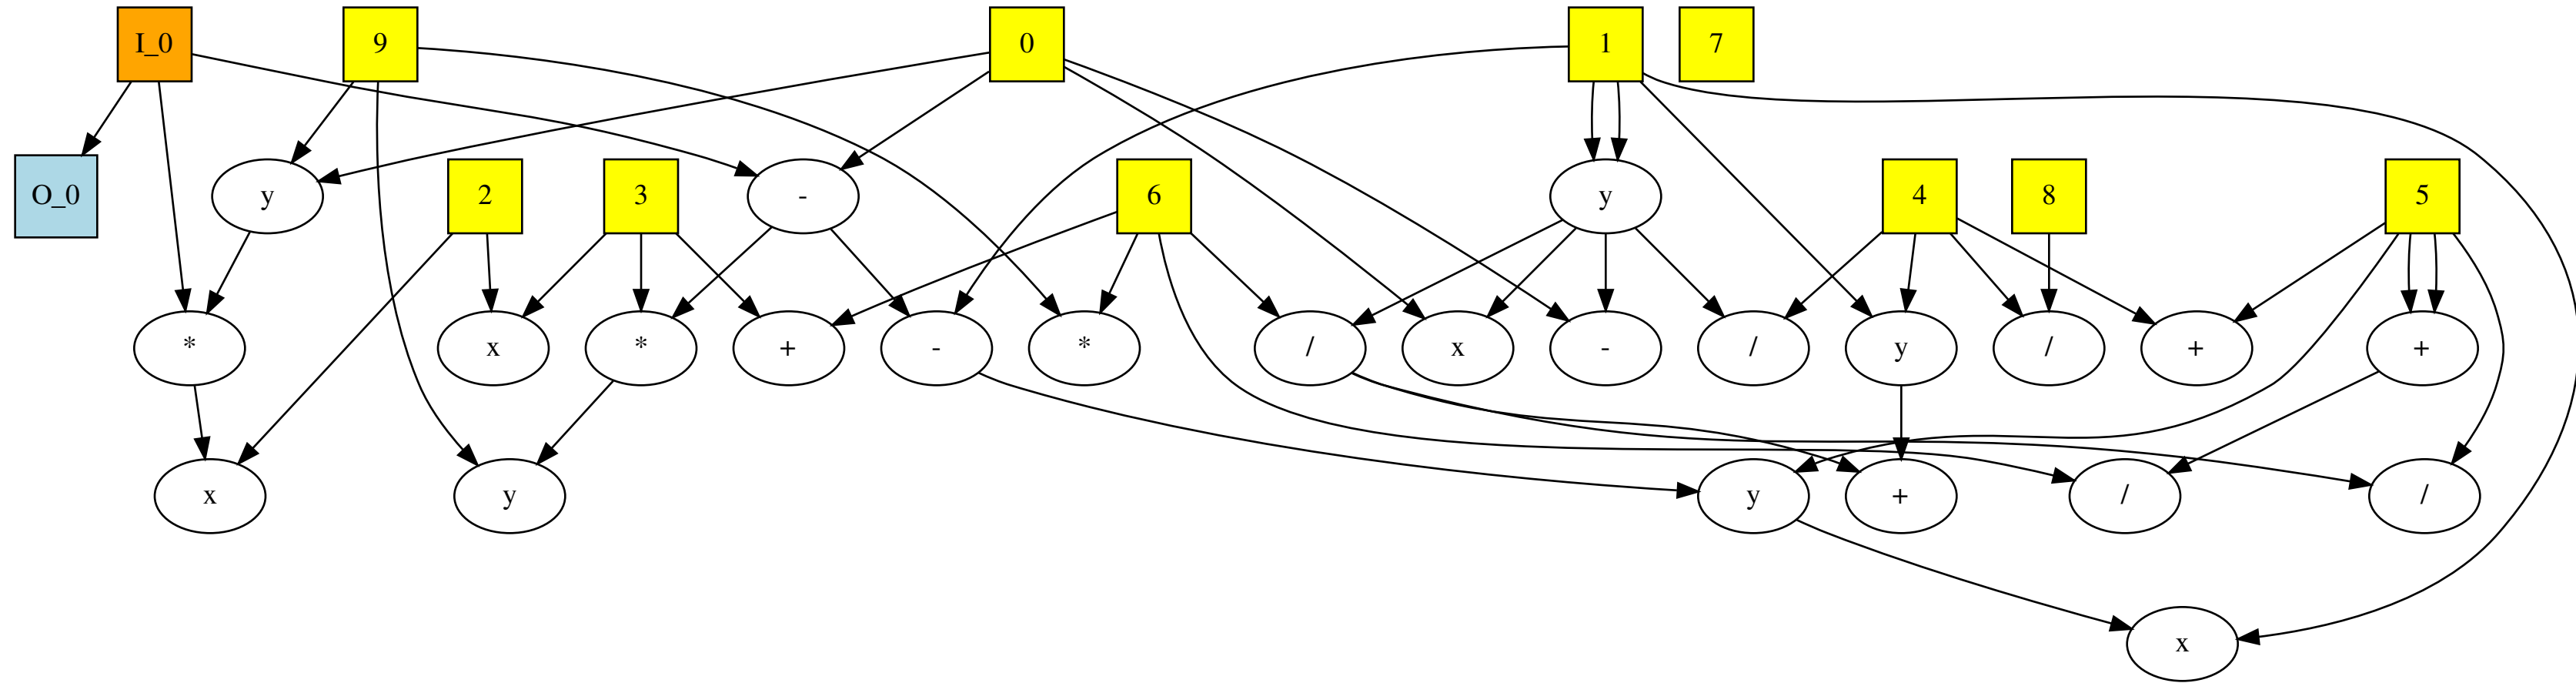 I_0 9 0 1 7
O_0 y 2 3 - 6 y 4 8 5
* x * + - * / x - / y / + +
x y y + / /
x